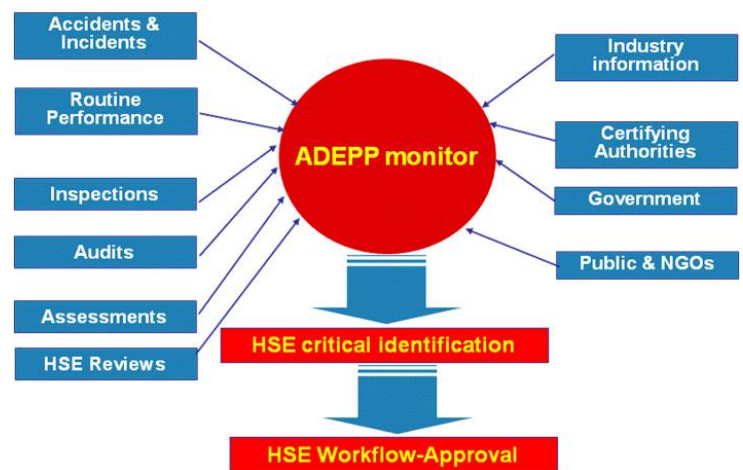 Accidents &
Incidents
Routine
Performance
Inspections
Audits
Assessments
HSE Reviews
ADEPP monitor
Industry
information
Certifying
Authorities
Government
Public & NGOs
HSE critical identification
HSE Workflow-Approval